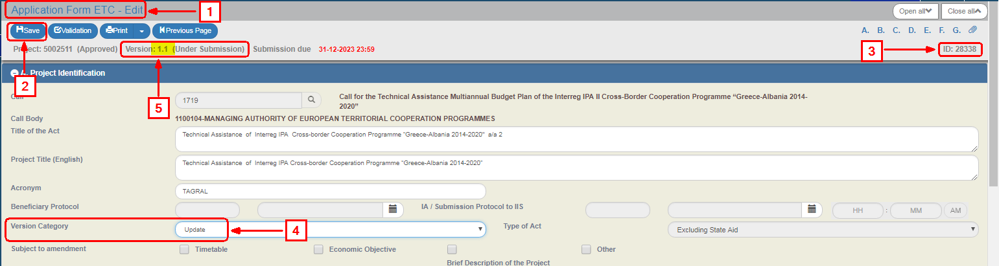 Application Form ETC - Edit
1
Open all
Close all
Save
Validation
Print
Previous Page
A. B. C. D. E. F. G.
Project: 5002511 (Approved) Version: 1.1 (Under Submission) Submission due 31-12-2023 23:59
3
ID: 28338
Project Identification
2
5
Call
1719
Call for the Technical Assistance Multiannual Budget Plan of the Interreg IPA II Cross-Border Cooperation Programme “Greece-Albania 2014-
2020”
Call Body
1100104-MANAGING AUTHORITY OF EUROPEAN TERRITORIAL COOPERATION PROGRAMMES
Title of the Act
Technical Assistance of Interreg IPA Cross-border Cooperation Programme “Greece-Albania 2014-2020” a/a 2
Project Title (English)
Technical Assistance of Interreg IPA Cross-border Cooperation Programme “Greece-Albania 2014-2020”
Acronym
TAGRAL
Beneficiary Protocol
IA / Submission Protocol to IIS
HH : MM AM
Version Category
Update
4
Type of Act
Excluding State Aid
Subject to amendment
Timetable
Economic Objective
Other
Brief Description of the Project